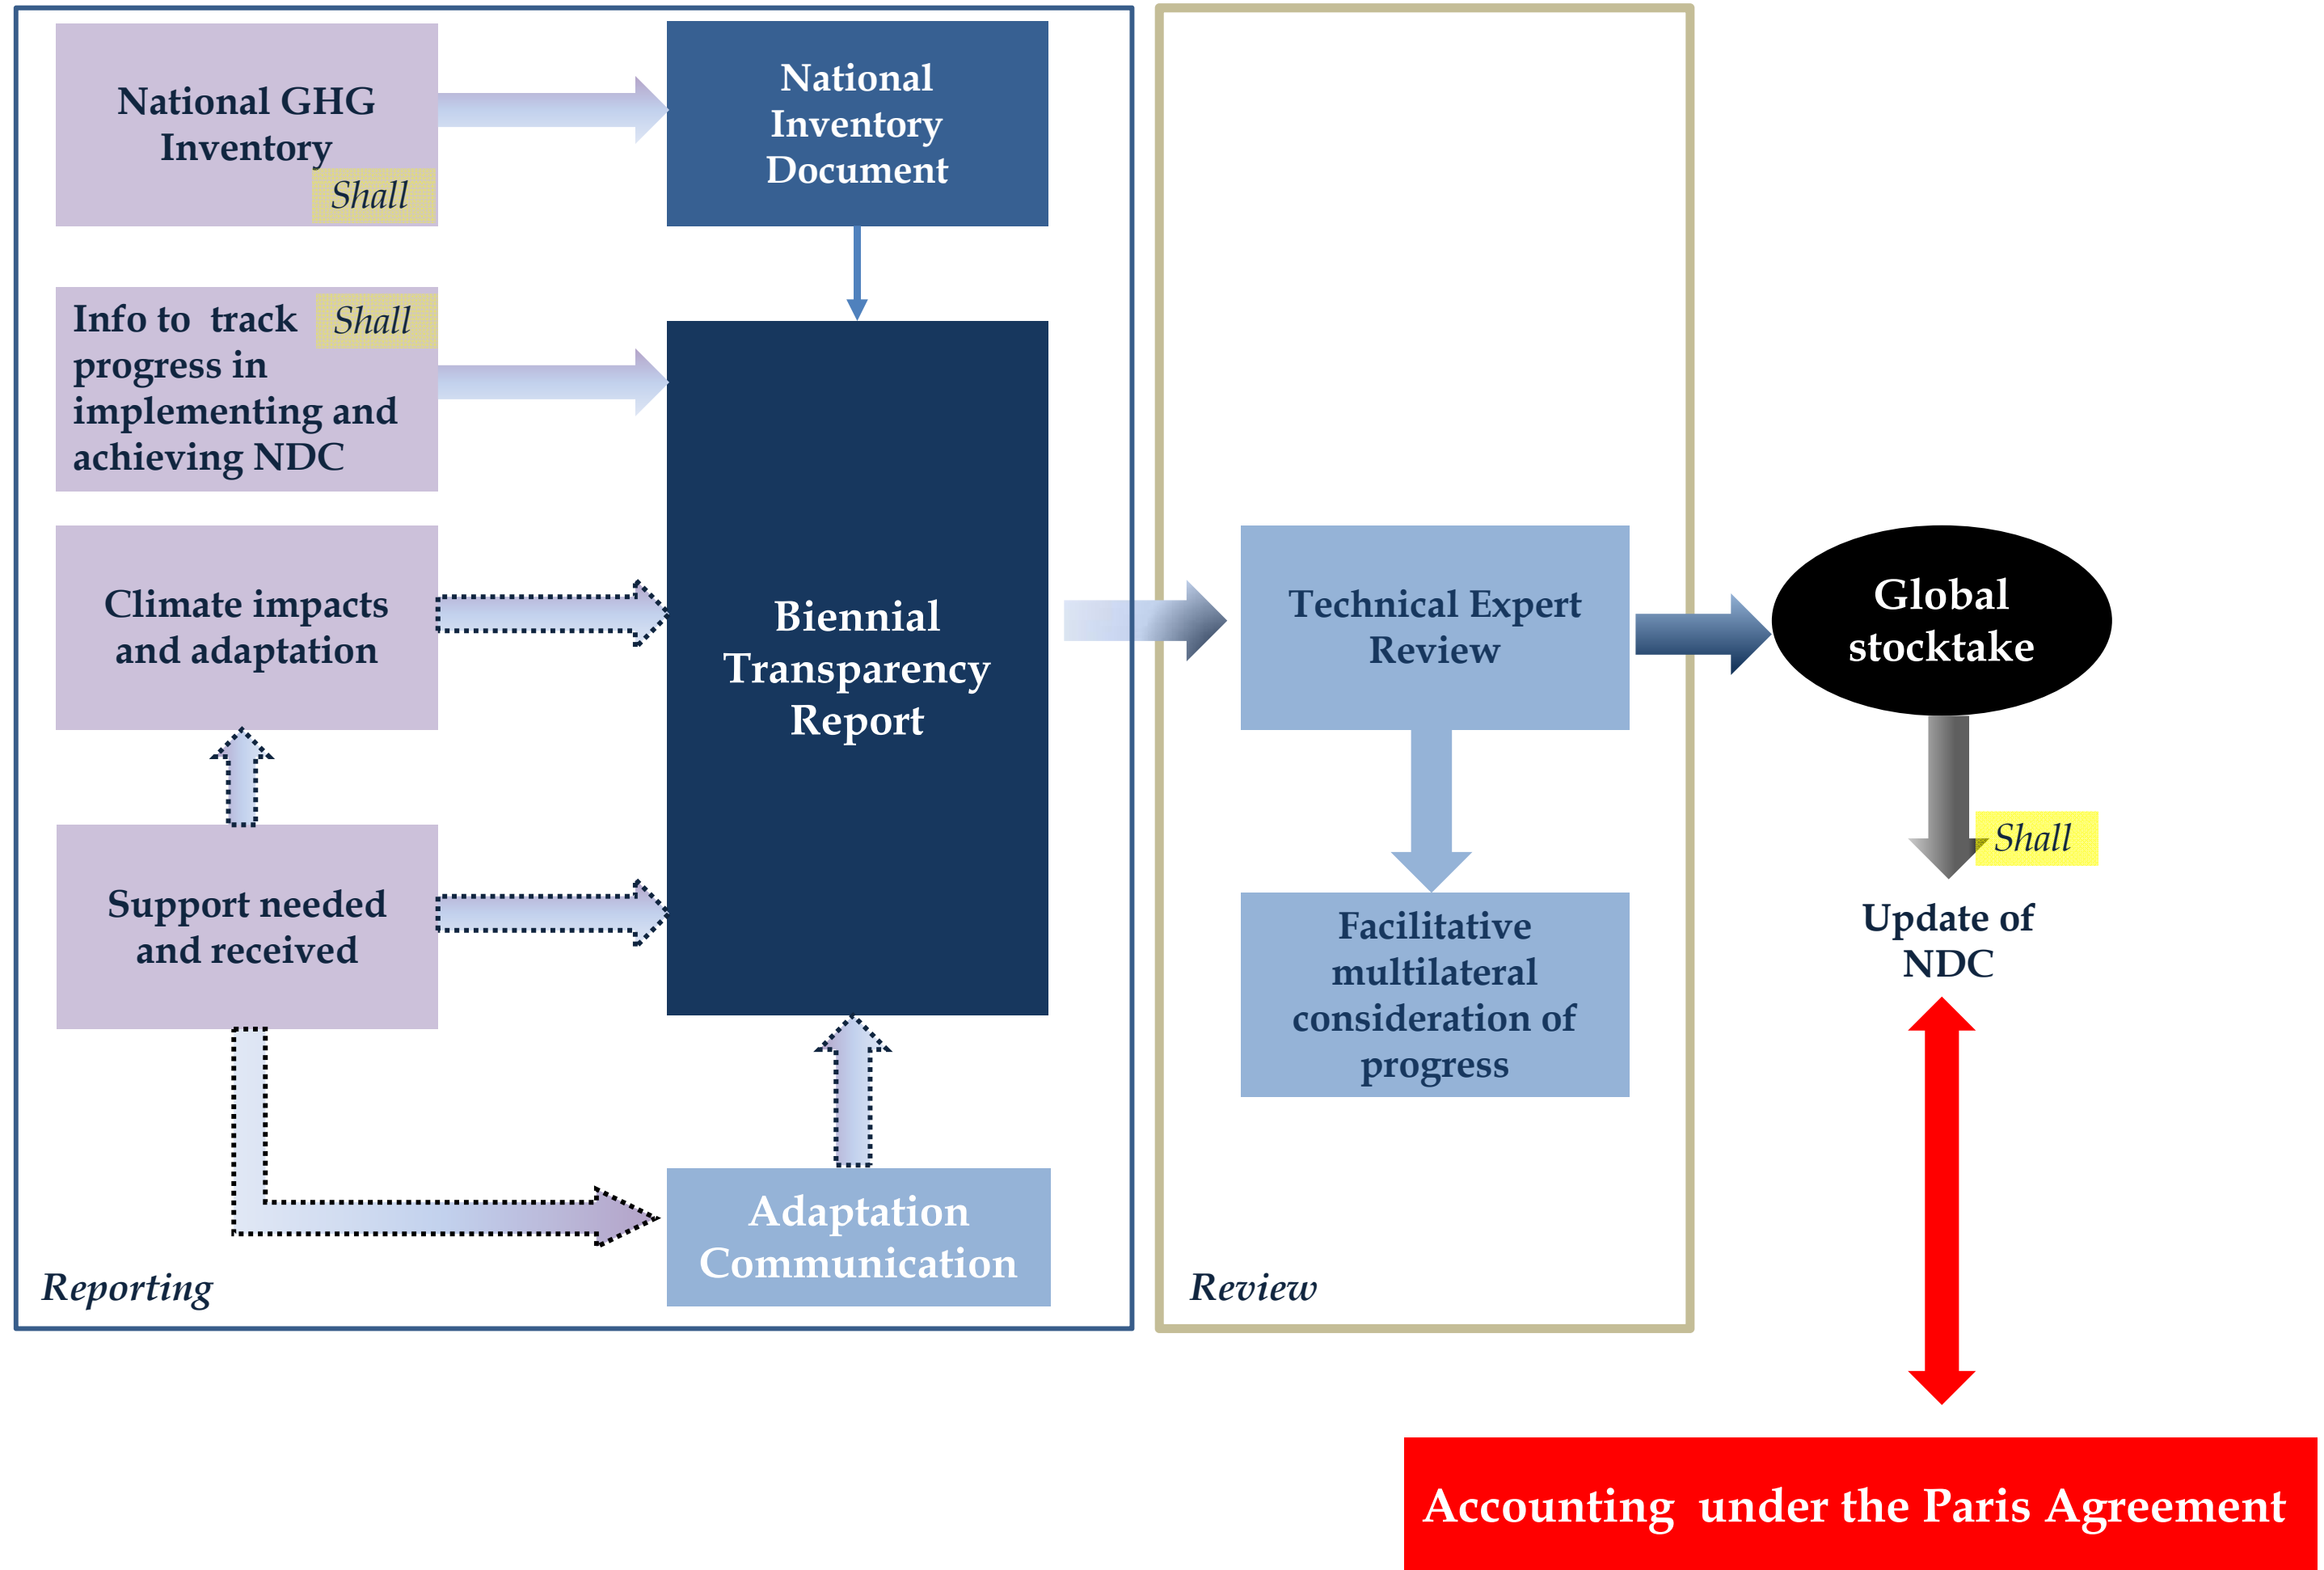 National GHG
Inventory
Shall
National
Inventory
Document
Info to track
Shall
progress in
implementing and
achieving NDC
Climate impacts
and adaptation
Biennial
Transparency
Report
Support needed
and received
Adaptation
Communication
Reporting
Technical Expert
Review
Facilitative
multilateral
consideration of
progress
Review
Global
stocktake
Shall
Update of
NDC
Accounting under the Paris Agreement